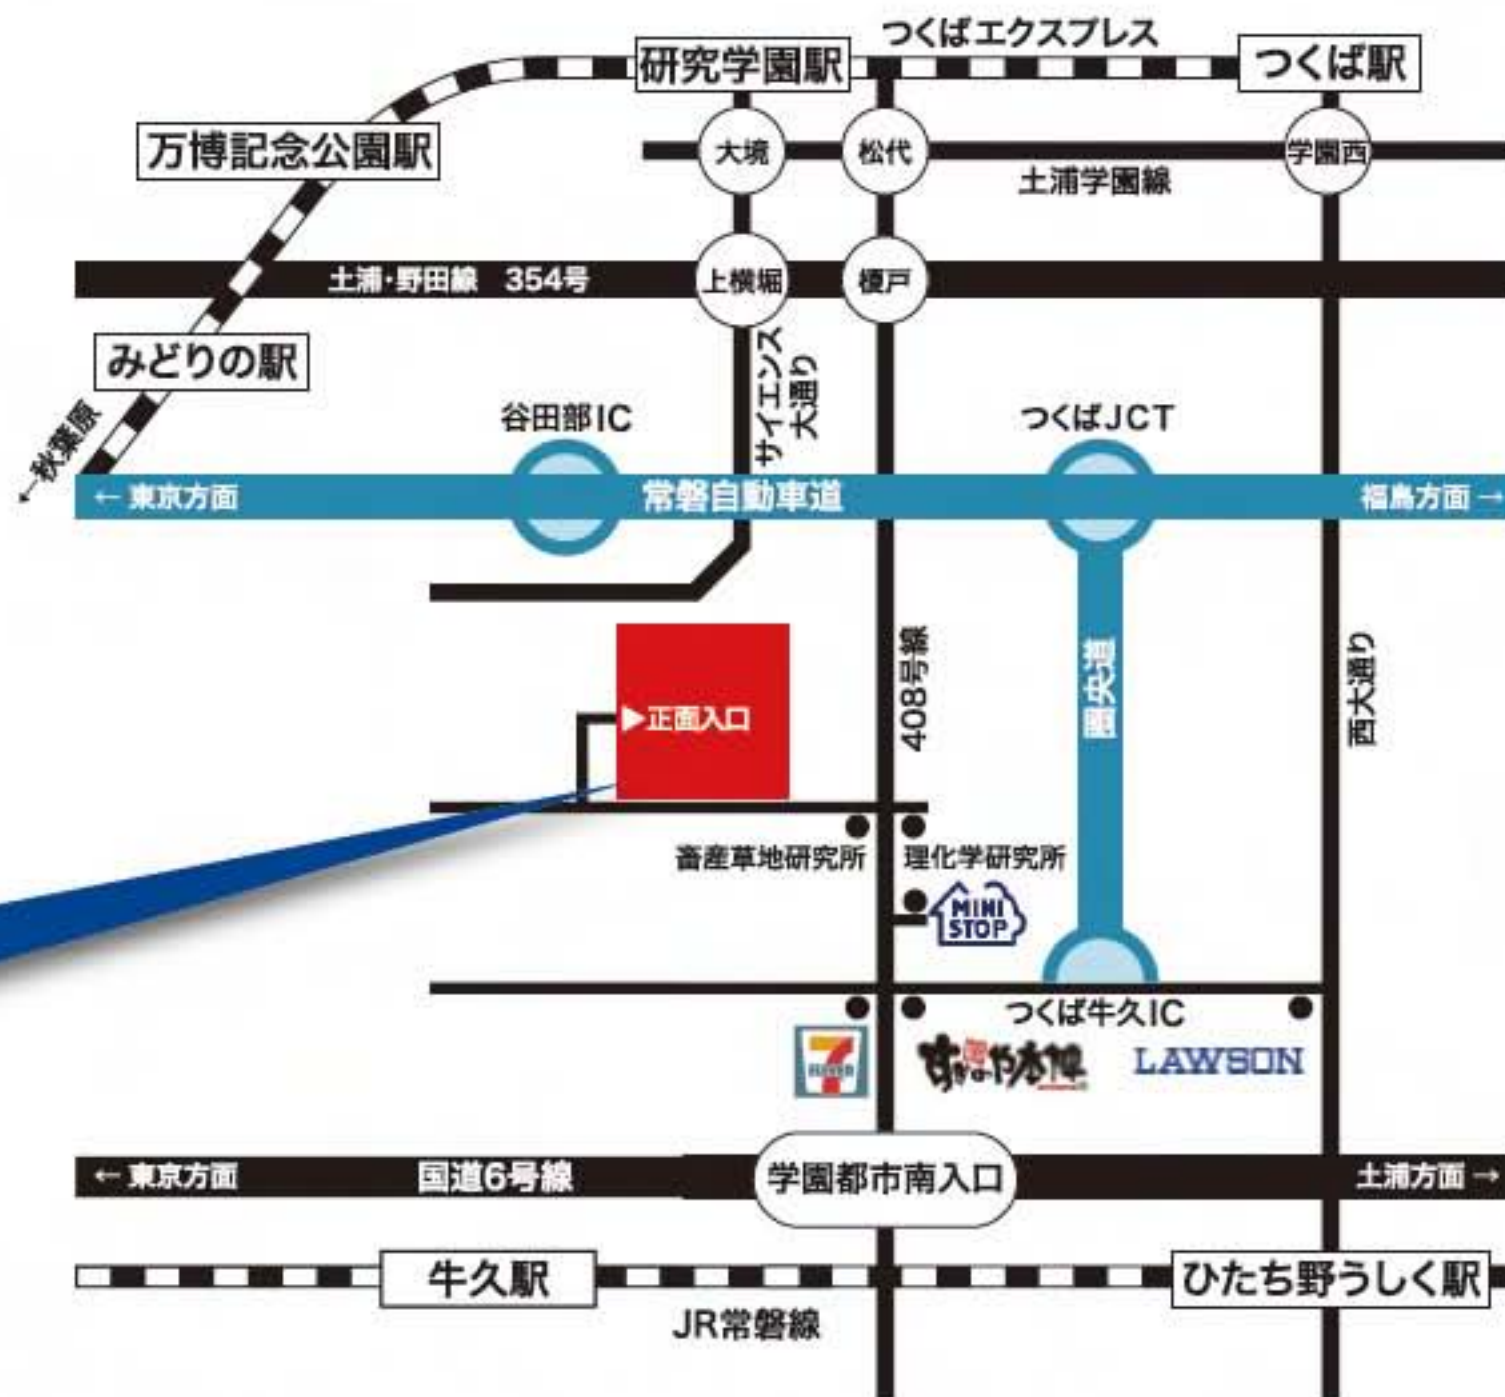 つくばエクスプレス
研究学園駅
つくば駅
万博記念公園駅
大境
松代
学園西
土浦学園線
土浦・野田線 354号
上横堀
榎戸
みどりの駅
サイエンス
大通り
←秋葉原
谷田部IC
つくばJCT
← 東京方面
常磐自動車道
福島方面 →
408号線
圏央道
西大通り
▶正面入口
畜産草地研究所
理化学研究所
MINI
STOP
つくば牛久IC
7
ELEVEN
LAWSON
← 東京方面
国道6号線
学園都市南入口
土浦方面 →
牛久駅
ひたち野うしく駅
JR常磐線